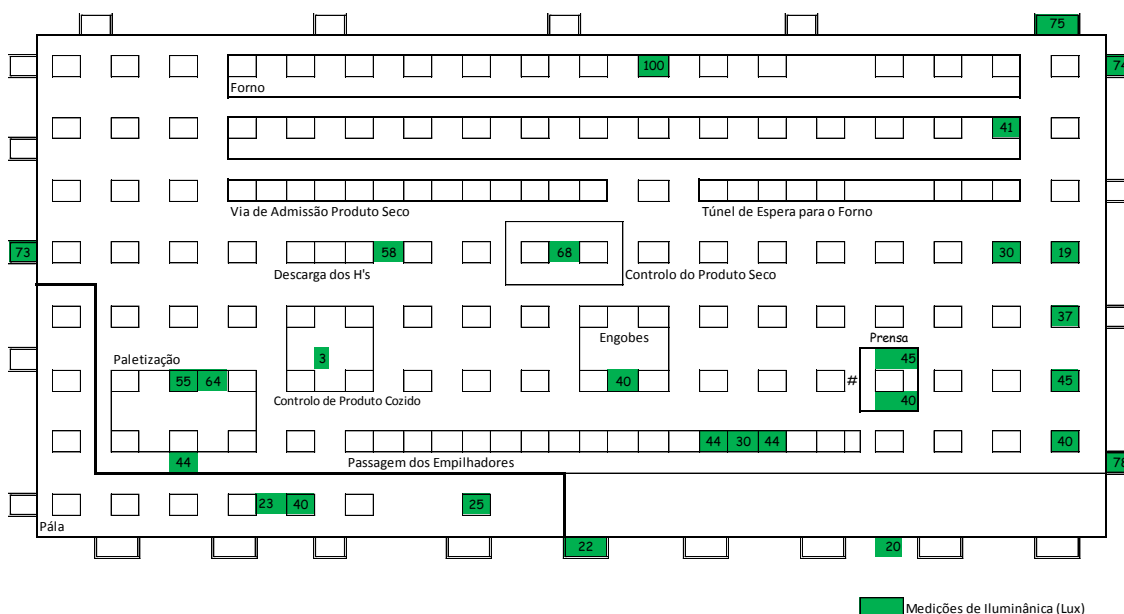 75
100
74
Forno
41
Via de Admissão Produto Seco
Túnel de Espera para o Forno
73
58
68
30
19
Descarga dos H's
Controlo do Produto Seco
37
Engobes
Prensa
Paletização
3
45
55
64
40
#
45
Controlo de Produto Cozido
40
44
30
44
40
44
Passagem dos Empilhadores
78
23
40
25
Pála
22
20
Medições de Iluminânica (Lux)